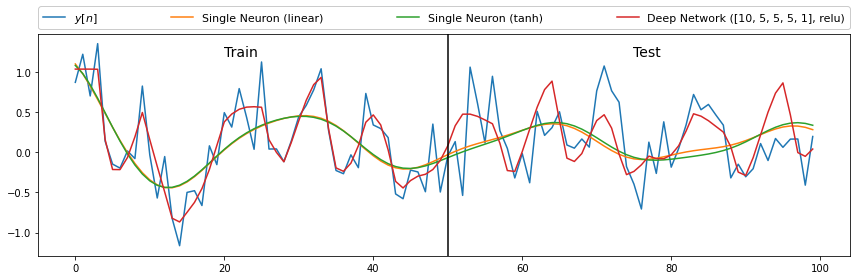 y[n] Single Neuron (linear) Single Neuron (tanh) Deep Network ([10, 5, 5, 5, 1], relu)
Train Test
1.0
0.5
0.0
−0.5
−1.0
0 20 40 60 80 100